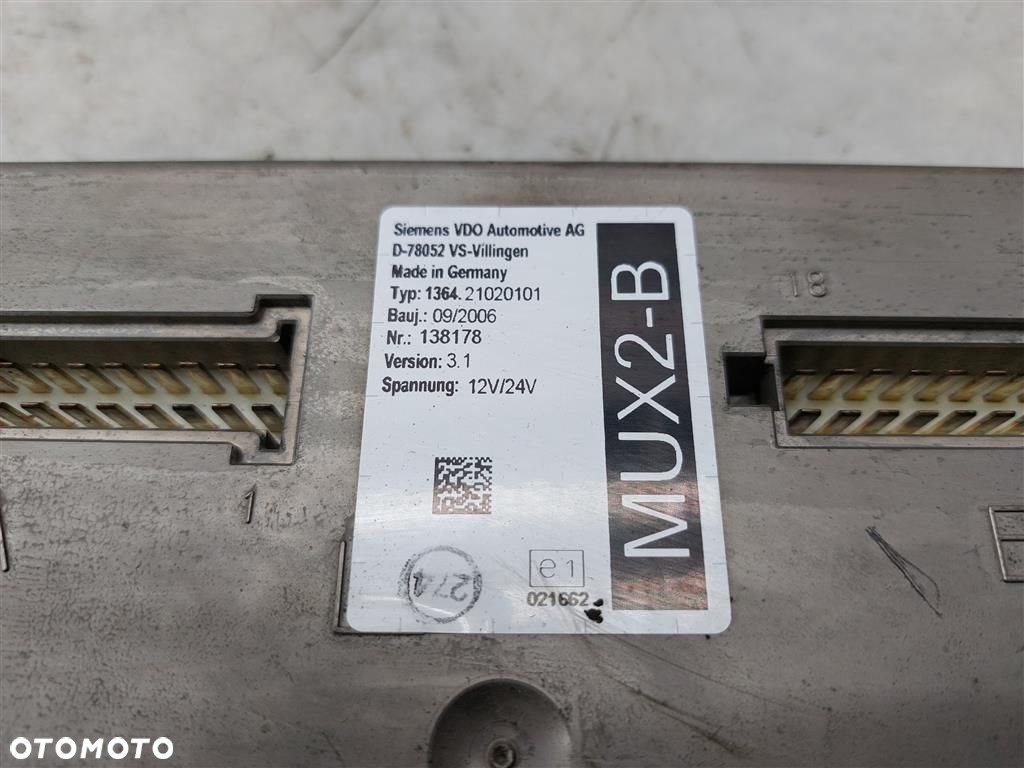 Siemens VDO Automotive AG
D-78052 VS-Villingen
Made in Germany
Typ: 1364.21020101
Bauj.: 09/2006
Nr.: 138178
Version: 3.1
Spannung: 12V/24V
MUX2-B
274
e1
021662
1
18
OTOMOTO